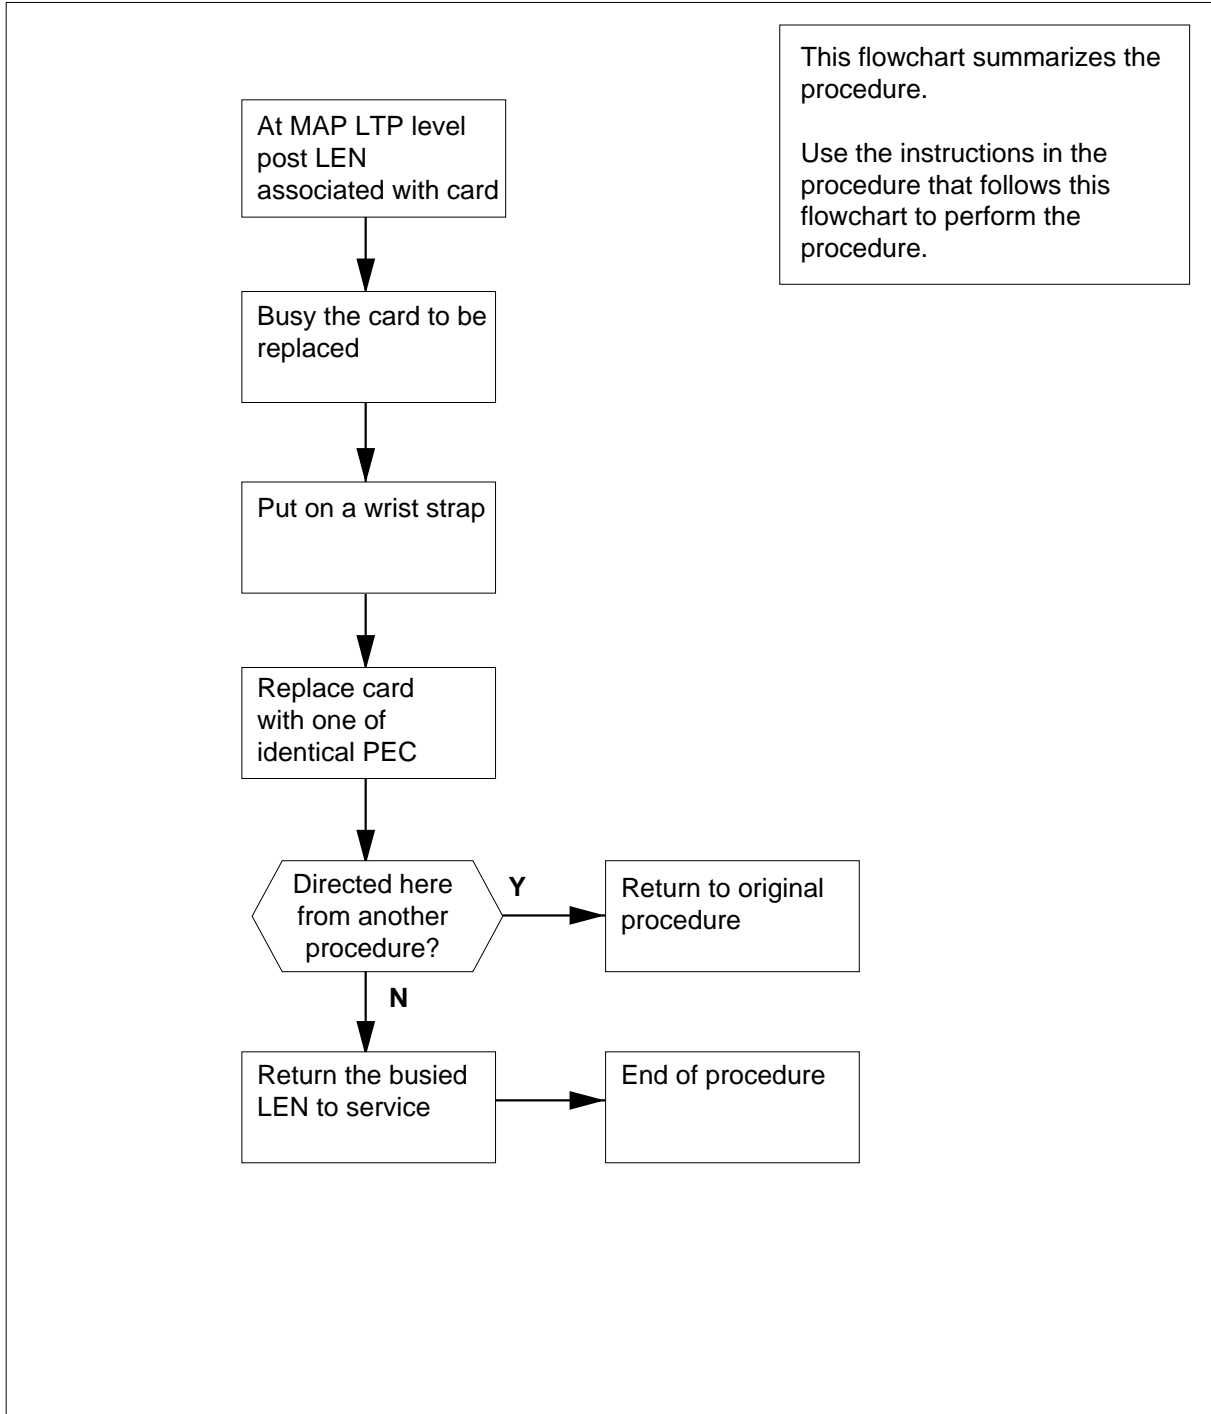 This flowchart summarizes the
procedure.
Use the instructions in the
procedure that follows this
flowchart to perform the
procedure.
At MAP LTP level
post LEN
associated with card
Busy the card to be
replaced
Put on a wrist strap
Replace card
with one of
identical PEC
Directed here
from another
procedure?
Y
Return to original
procedure
N
Return the busied
LEN to service
End of procedure